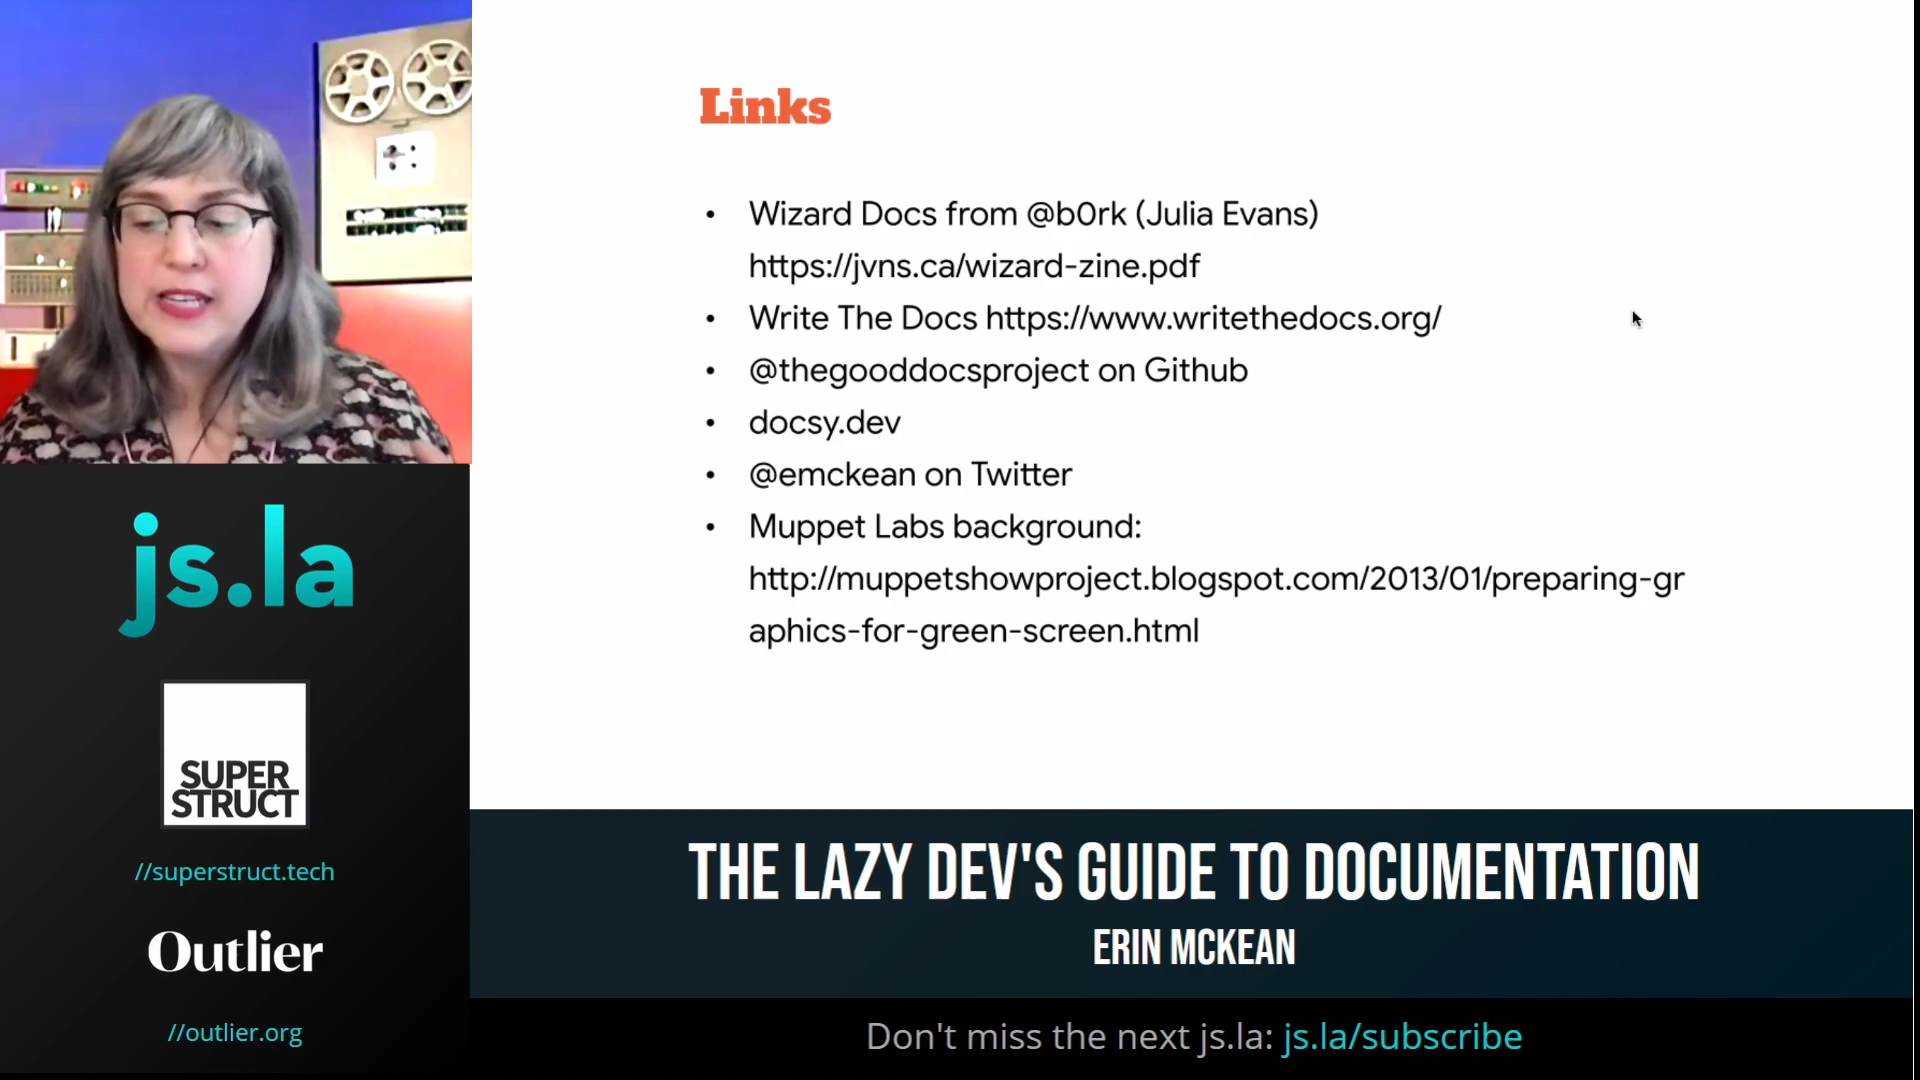 Links
• Wizard Docs from @b0rk (Julia Evans)
https://jvns.ca/wizard-zine.pdf
• Write The Docs https://www.writethedocs.org/
• @thegooddocsproject on Github
• docsy.dev
• @emckean on Twitter
• Muppet Labs background:
http://muppetshowproject.blogspot.com/2013/01/preparing-gr
aphics-for-green-screen.html
js.la
SUPER
STRUCT
//superstruct.tech
Outlier
//outlier.org
THE LAZY DEV'S GUIDE TO DOCUMENTATION
ERIN MCKEAN
Don't miss the next js.la: js.la/subscribe